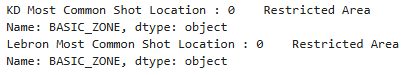 KD Most Common Shot Location : 0    Restricted Area
Name: BASIC_ZONE, dtype: object
Lebron Most Common Shot Location : 0    Restricted Area
Name: BASIC_ZONE, dtype: object